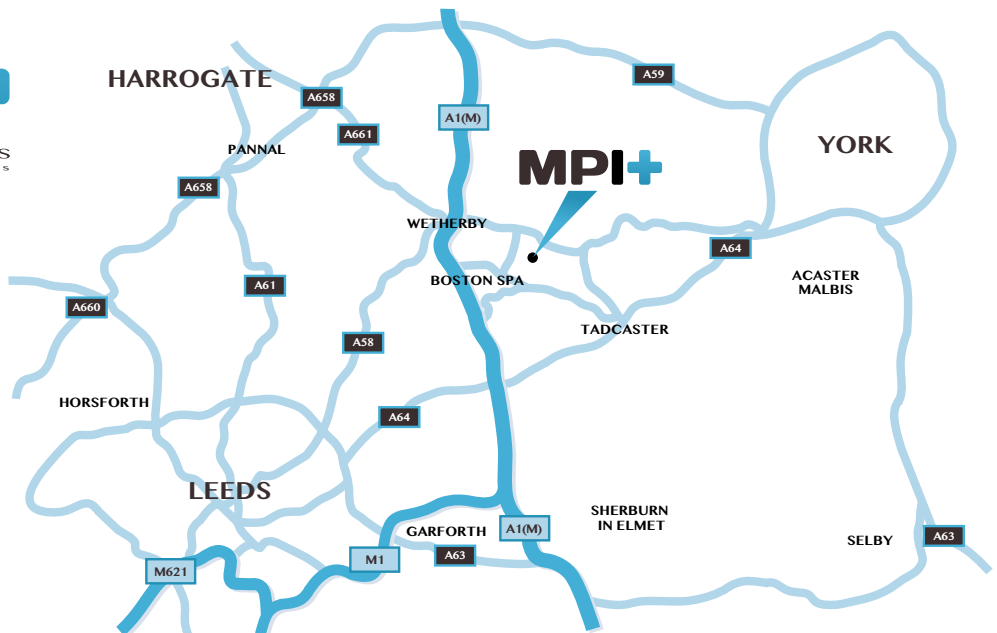 A59
HARROGATE
A658
A1(M)
A661
YORK
PANNAL
S
s
MPI+
A658
WETHERBY
A64
BOSTON SPA
ACASTER
MALBIS
A61
A660
TADCASTER
A58
HORSFORTH
A64
LEEDS
SHERBURN
IN ELMET
GARFORTH
A1(M)
SELBY
A63
M1
A63
M621